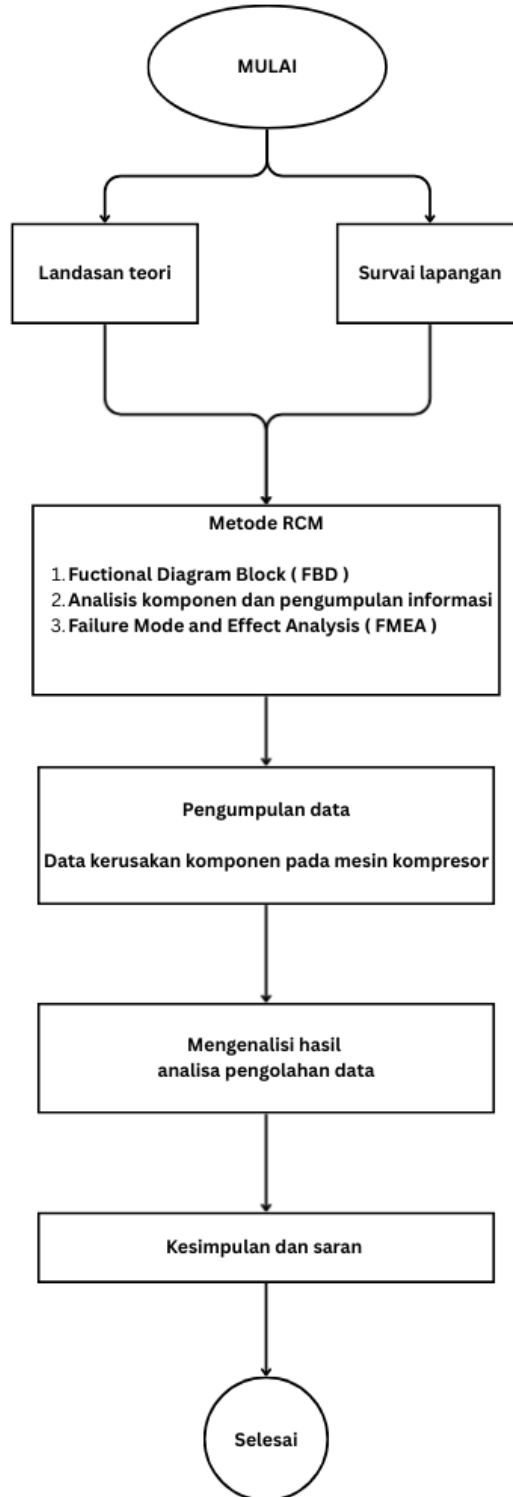 MULAI
Landasan teori
Survai lapangan
Metode RCM
1. Fuctional Diagram Block ( FBD )
2. Analisis komponen dan pengumpulan informasi
3. Failure Mode and Effect Analysis ( FMEA )
Pengumpulan data
Data kerusakan komponen pada mesin kompresor
Mengenalisi hasil
analisa pengolahan data
Kesimpulan dan saran
Selesai